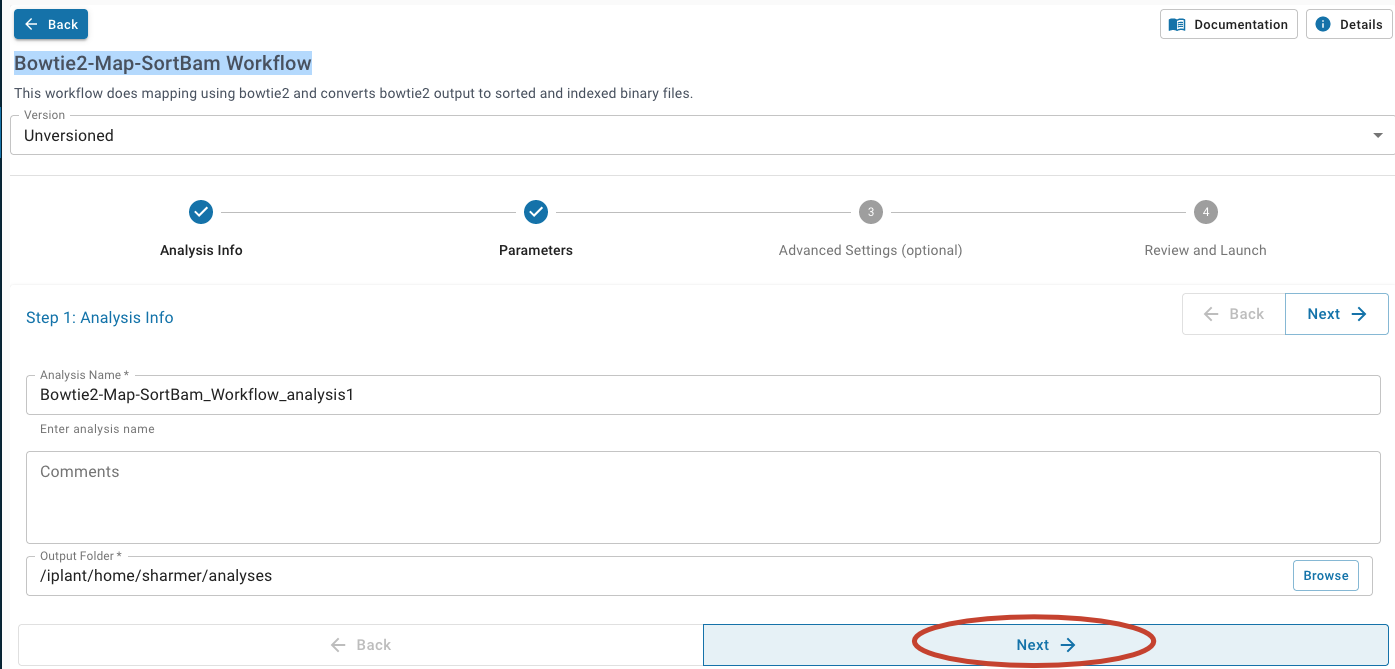 Back
Documentation
Details
Bowtie2-Map-SortBam Workflow
This workflow does mapping using bowtie2 and converts bowtie2 output to sorted and indexed binary files.
Version
Unversioned
3
4
Analysis Info
Parameters
Advanced Settings (optional)
Review and Launch
Step 1: Analysis Info
Back
Next
Analysis Name *
Bowtie2-Map-SortBam_Workflow_analysis1
Enter analysis name
Comments
Output Folder *
/iplant/home/sharmer/analyses
Browse
Back
Next